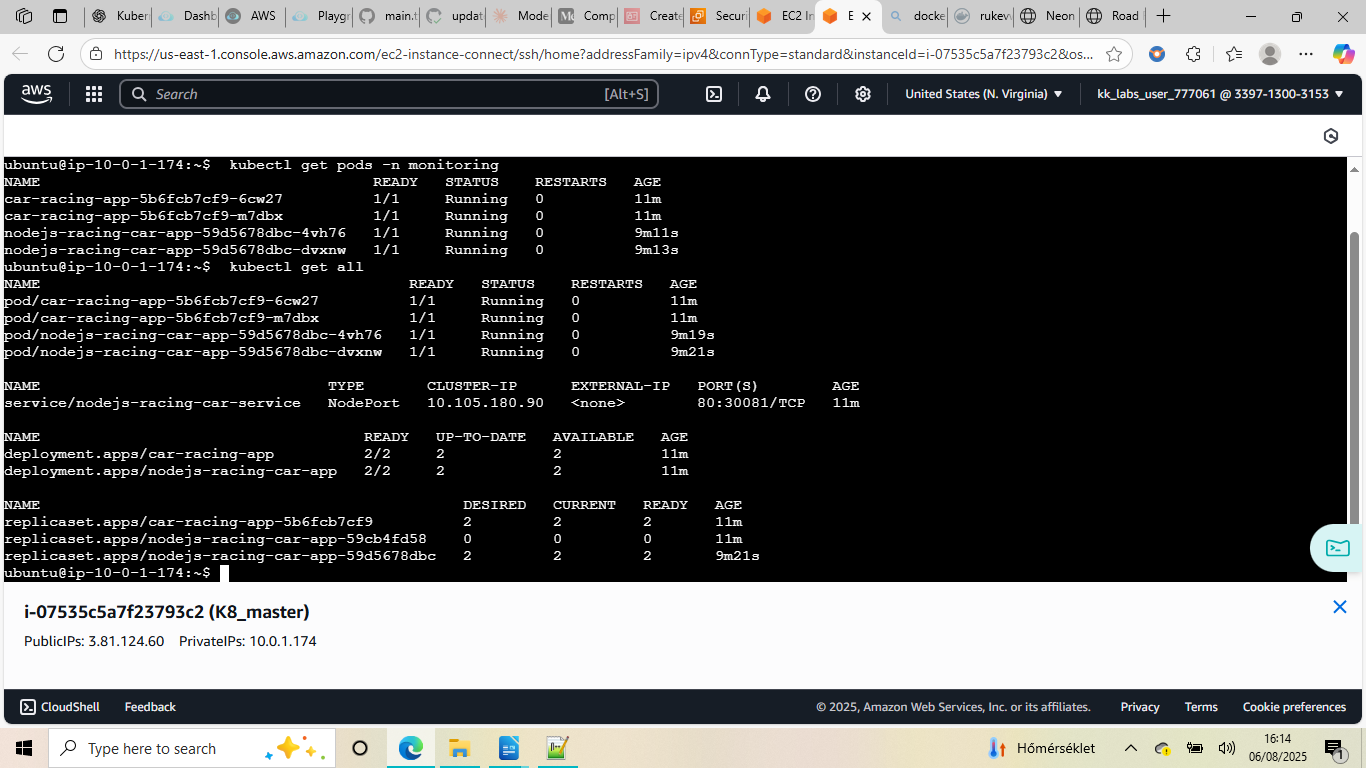 Kuber
Dashb
AWS
Playgr
main.t
updat
Mode
Comp
Create
Securi
EC2 In
E
docke
rukev
Neon
Road
https://us-east-1.console.aws.amazon.com/ec2-instance-connect/ssh/home?addressFamily=ipv4&connType=standard&instanceId=i-07535c5a7f23793c2&os...
aws
Search
[Alt+S]
United States (N. Virginia)
kk_labs_user_777061 @ 3397-1300-3153
ubuntu@ip-10-0-1-174:~$  kubectl get pods -n monitoring
NAME READY STATUS RESTARTS AGE
car-racing-app-5b6fcb7cf9-6cw27 1/1 Running 0 11m
car-racing-app-5b6fcb7cf9-m7dbx 1/1 Running 0 11m
nodejs-racing-car-app-59d5678dbc-4vh76 1/1 Running 0 9m11s
nodejs-racing-car-app-59d5678dbc-dvxnw 1/1 Running 0 9m13s
ubuntu@ip-10-0-1-174:~$  kubectl get all
NAME READY STATUS RESTARTS AGE
pod/car-racing-app-5b6fcb7cf9-6cw27 1/1 Running 0 11m
pod/car-racing-app-5b6fcb7cf9-m7dbx 1/1 Running 0 11m
pod/nodejs-racing-car-app-59d5678dbc-4vh76 1/1 Running 0 9m19s
pod/nodejs-racing-car-app-59d5678dbc-dvxnw 1/1 Running 0 9m21s
NAME TYPE CLUSTER-IP EXTERNAL-IP PORT(S) AGE
service/nodejs-racing-car-service NodePort 10.105.180.90 <none> 80:30081/TCP 11m
NAME READY UP-TO-DATE AVAILABLE AGE
deployment.apps/car-racing-app 2/2 2 2 11m
deployment.apps/nodejs-racing-car-app 2/2 2 2 11m
NAME DESIRED CURRENT READY AGE
replicaset.apps/car-racing-app-5b6fcb7cf9 2 2 2 11m
replicaset.apps/nodejs-racing-car-app-59cb4fd58 0 0 0 11m
replicaset.apps/nodejs-racing-car-app-59d5678dbc 2 2 2 9m21s
ubuntu@ip-10-0-1-174:~$
i-07535c5a7f23793c2 (K8_master)
PublicIPs: 3.81.124.60 PrivateIPs: 10.0.1.174
CloudShell
Feedback
© 2025, Amazon Web Services, Inc. or its affiliates.
Privacy
Terms
Cookie preferences
Type here to search
Hőmérséklet
16:14
06/08/2025
1